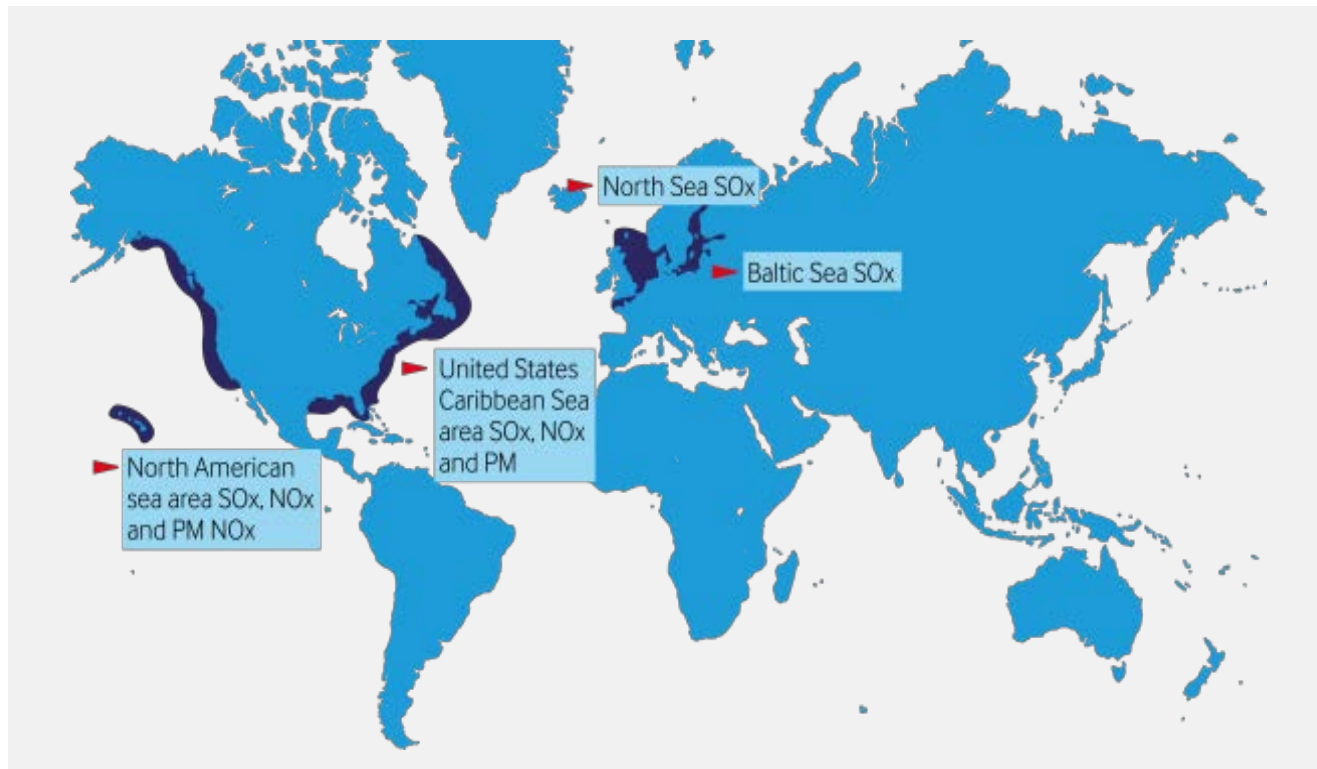 North Sea SOx
Baltic Sea SOx
United States
Caribbean Sea
area SOx, NOx
and PM
North American
sea area SOx, NOx
and PM NOx